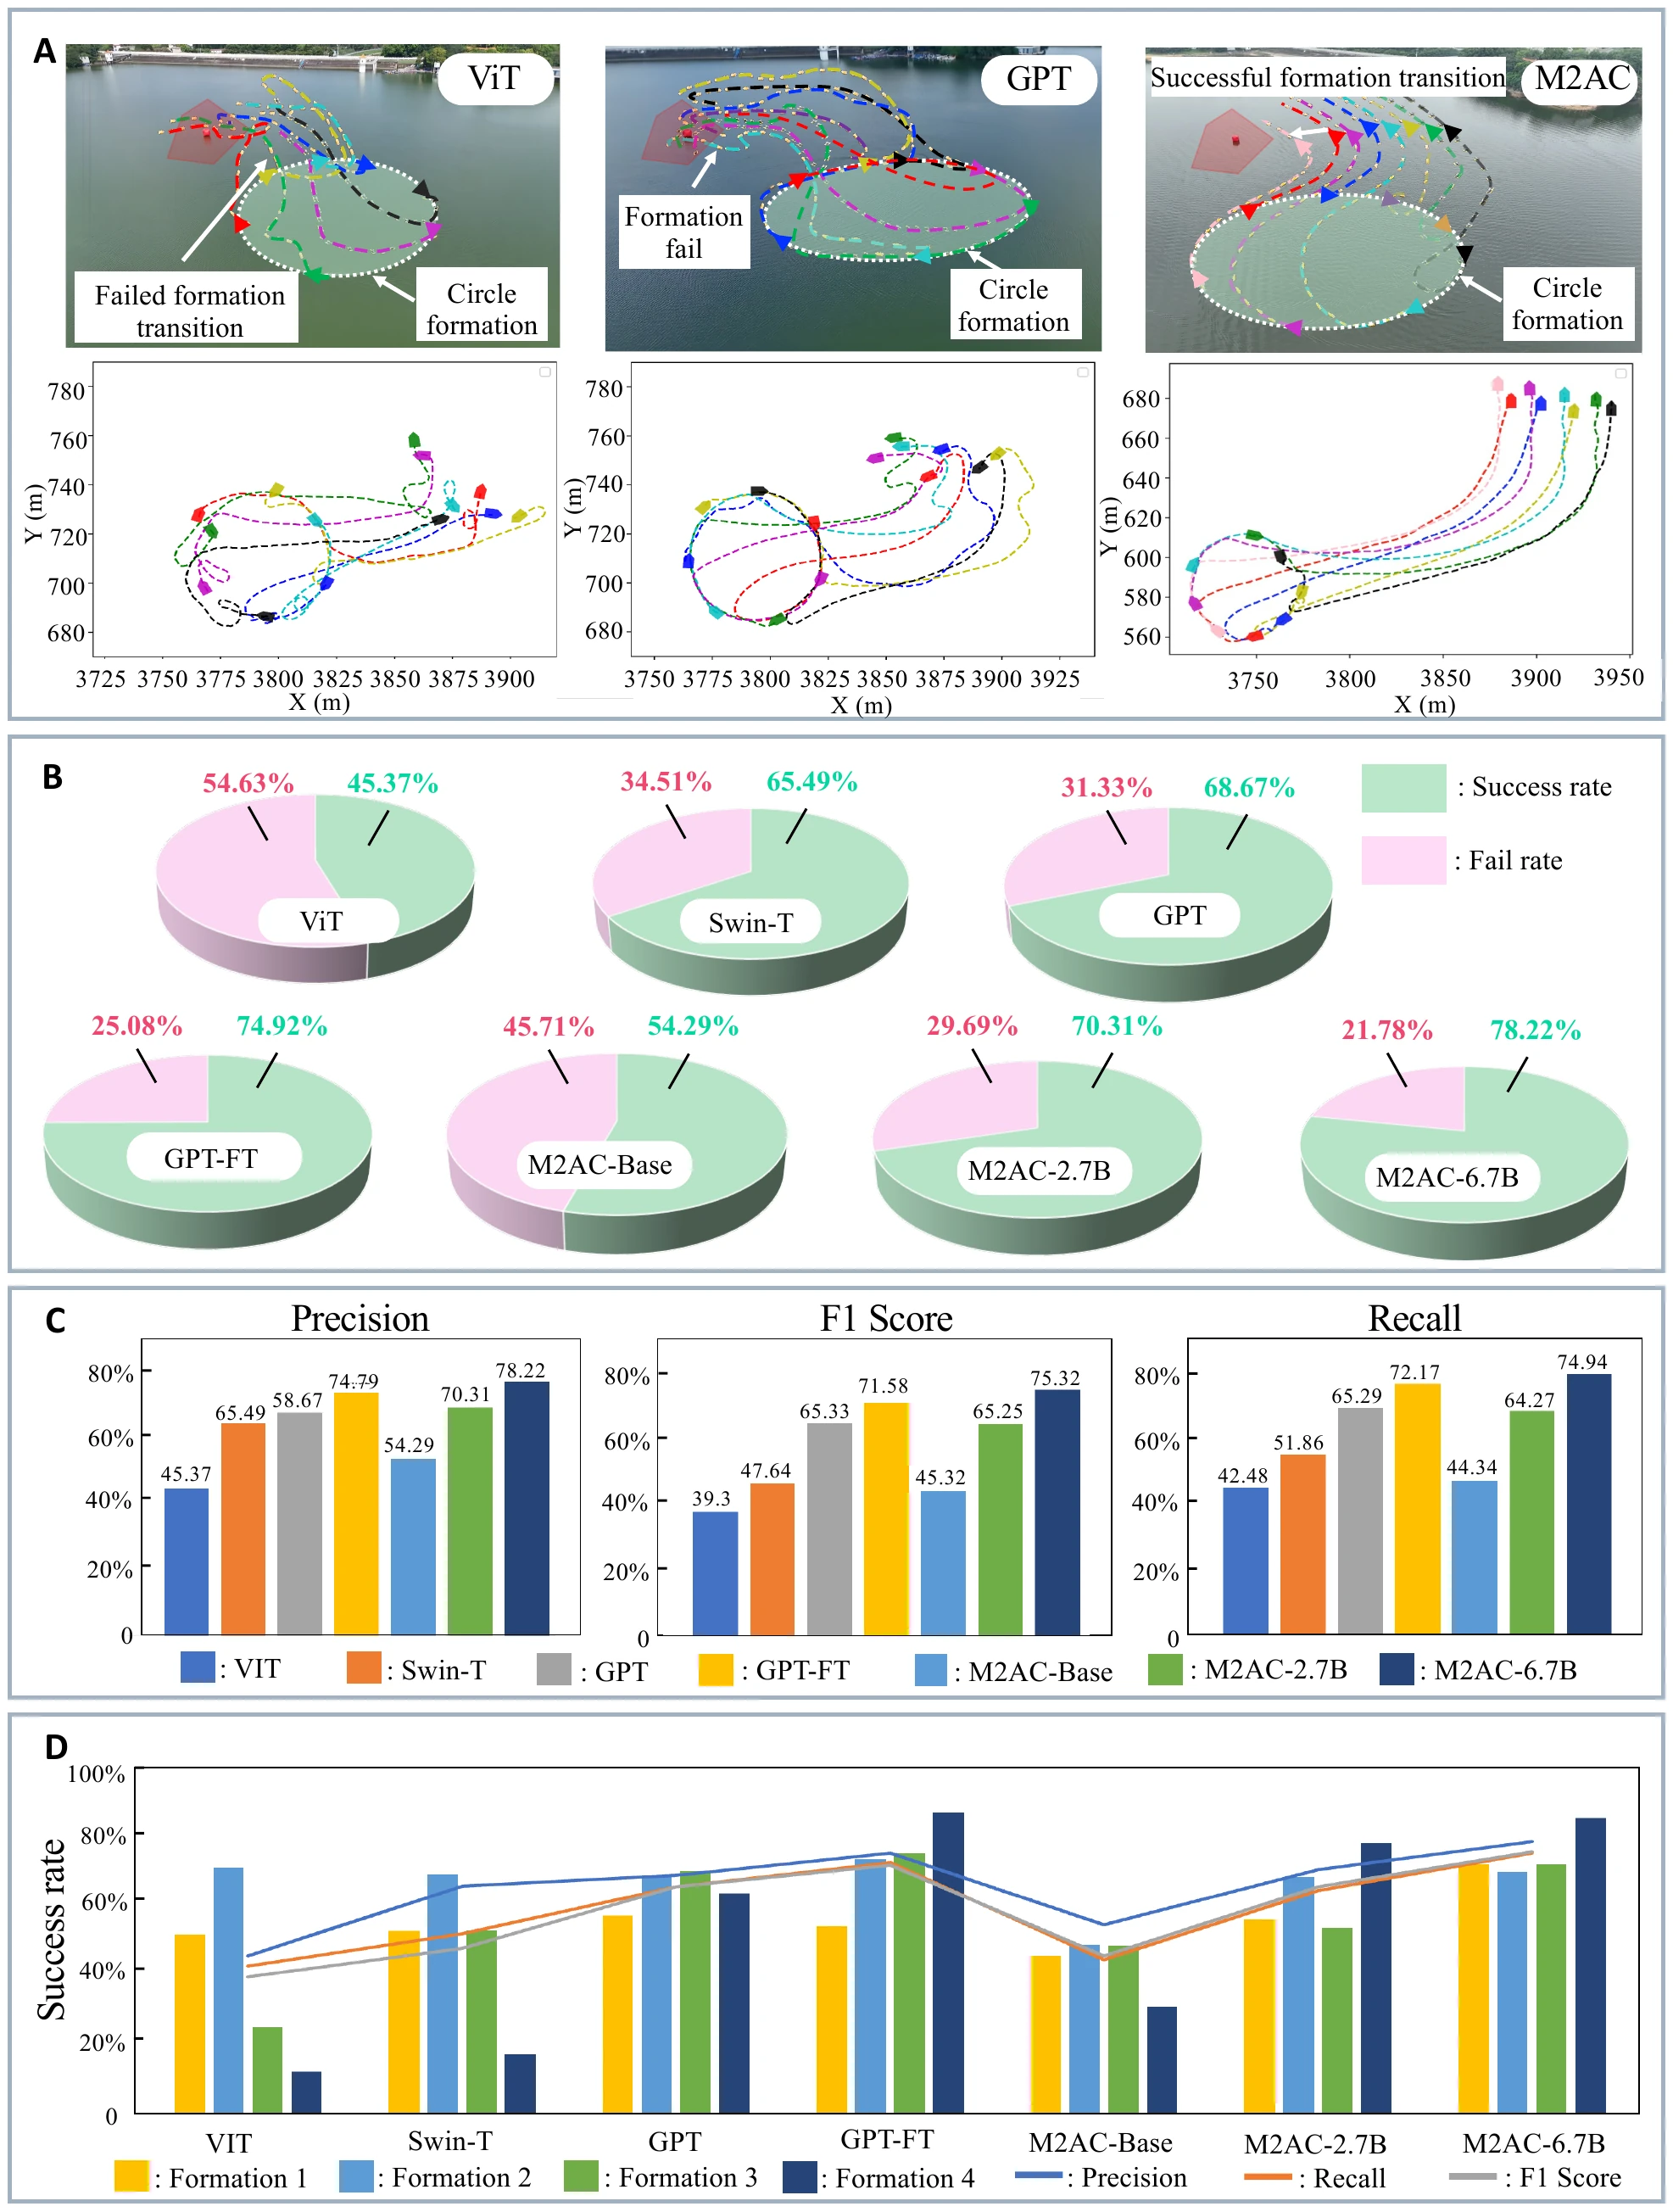 A
ViT
GPT
Successful formation transition
M2AC
Formation
fail
Failed formation
transition
Circle
formation
Circle
formation
Circle
formation
780
760
740
720
700
680
Y (m)
3725 3750 3775 3800 3825 3850 3875 3900
X (m)
780
760
740
720
700
680
Y (m)
3750 3775 3800 3825 3850 3875 3900 3925
X (m)
680
660
640
620
600
580
560
Y (m)
3750 3800 3850 3900 3950
X (m)
B
54.63% 45.37%
ViT
34.51% 65.49%
Swin-T
31.33% 68.67%
GPT
: Success rate
: Fail rate
25.08% 74.92%
GPT-FT
45.71% 54.29%
M2AC-Base
29.69% 70.31%
M2AC-2.7B
21.78% 78.22%
M2AC-6.7B
C
Precision
80%
60%
40%
20%
0
45.37
65.49
58.67
74.79
54.29
70.31
78.22
F1 Score
80%
60%
40%
20%
0
39.3
47.64
65.33
71.58
45.32
65.25
75.32
Recall
80%
60%
40%
20%
0
42.48
51.86
65.29
72.17
44.34
64.27
74.94
: VIT : Swin-T : GPT : GPT-FT : M2AC-Base : M2AC-2.7B : M2AC-6.7B
D
100%
80%
60%
40%
20%
0
Success rate
VIT Swin-T GPT GPT-FT M2AC-Base M2AC-2.7B M2AC-6.7B
: Formation 1 : Formation 2 : Formation 3 : Formation 4 : Precision : Recall : F1 Score